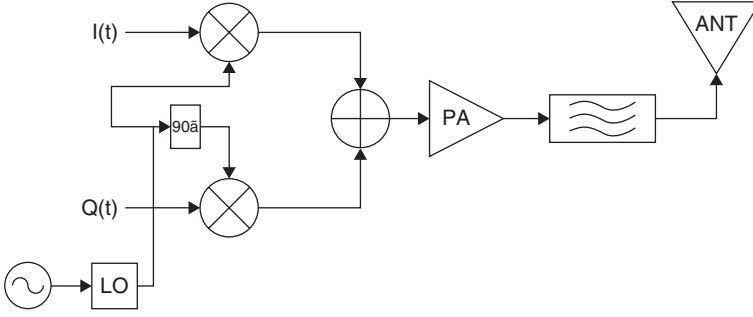 I(t)
ANT
PA
90ã
Q(t)
LO